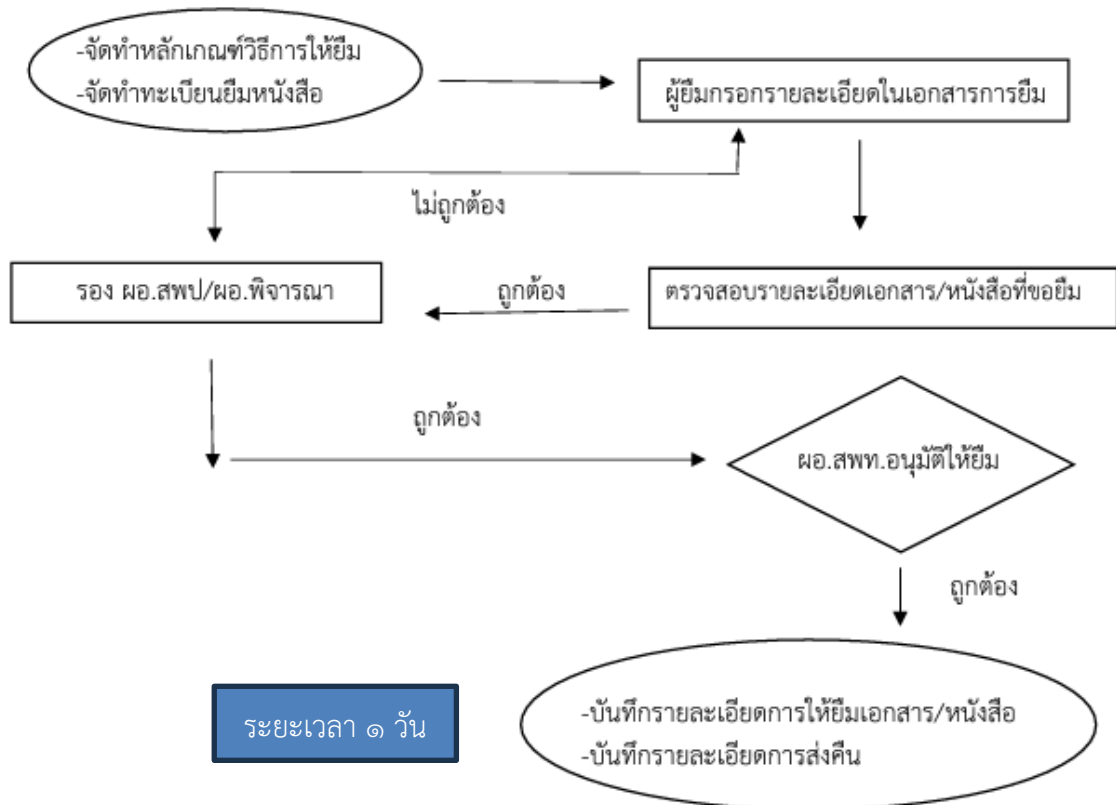 -จัดทำหลักเกณฑ์วิธีการให้ยืม
-จัดทำทะเบียนยืมหนังสือ
ผู้ยืมกรอกรายละเอียดในเอกสารการยืม
ไม่ถูกต้อง
รอง ผอ.สพป/ผอ.พิจารณา
ถูกต้อง
ตรวจสอบรายละเอียดเอกสาร/หนังสือที่ขอยืม
ถูกต้อง
ผอ.สพท.อนุมัติให้ยืม
ถูกต้อง
ระยะเวลา ๑ วัน
-บันทึกรายละเอียดการให้ยืมเอกสาร/หนังสือ
-บันทึกรายละเอียดการส่งคืน